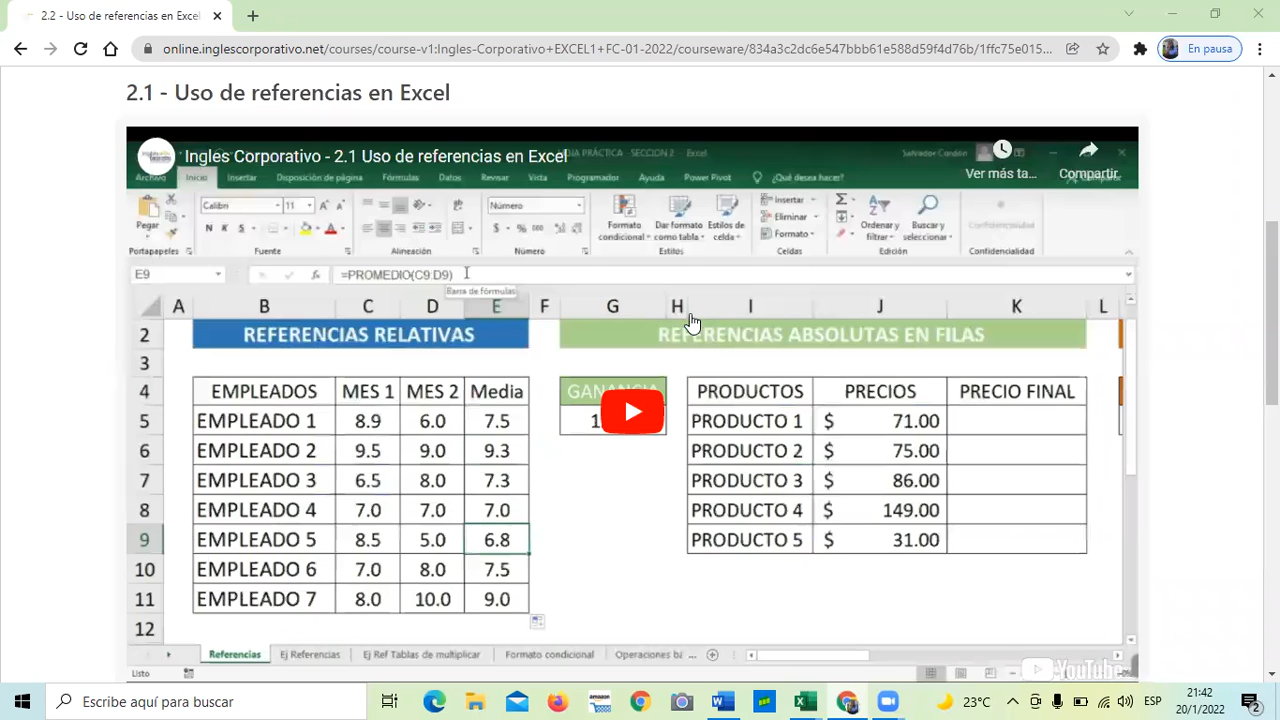 2.2 - Uso de referencias en Excel
online.inglescorporativo.net/courses/course-v1:Ingles-Corporativo+EXCEL1+FC-01-2022/courseware/834a3c2dc6e547bbb61e588d59f4d76b/1ffc75e015...
En pausa
2.1 - Uso de referencias en Excel
Ingles Corporativo - 2.1 Uso de referencias en Excel
PRÁCTICA - SECCION 2 - Excel
Salvador Cardón
Ver más ta...
Compartir
Archivo Inicio Insertar Disposición de página Fórmulas Datos Revisar Vista Programador Ayuda Power Pivot ¿Qué desea hacer?
Calibri 11 Número Insertar
Pegar Formato condicional Dar formato como tabla Estilos de celda Eliminar Ordenar y filtrar Buscar y seleccionar Confidencialidad
N K S Formato
Portapapeles Fuente Alineación Número Estilos Celdas Edición Confidencialidad
E9 =PROMEDIO(C9:D9)
Barra de fórmulas
A B C D E F G H I J K L
2 REFERENCIAS RELATIVAS REFERENCIAS ABSOLUTAS EN FILAS
3
4 EMPLEADOS MES 1 MES 2 Media GANANCIA PRODUCTOS PRECIOS PRECIO FINAL
5 EMPLEADO 1 8.9 6.0 7.5 PRODUCTO 1 $ 71.00
6 EMPLEADO 2 9.5 9.0 9.3 PRODUCTO 2 $ 75.00
7 EMPLEADO 3 6.5 8.0 7.3 PRODUCTO 3 $ 86.00
8 EMPLEADO 4 7.0 7.0 7.0 PRODUCTO 4 $ 149.00
9 EMPLEADO 5 8.5 5.0 6.8 PRODUCTO 5 $ 31.00
10 EMPLEADO 6 7.0 8.0 7.5
11 EMPLEADO 7 8.0 10.0 9.0
12
Referencias Ej Referencias Ej Ref Tablas de multiplicar Formato condicional Operaciones bá ...
Listo
YouTube
Escribe aquí para buscar
amazon
23°C
ESP
21:42
20/1/2022
2